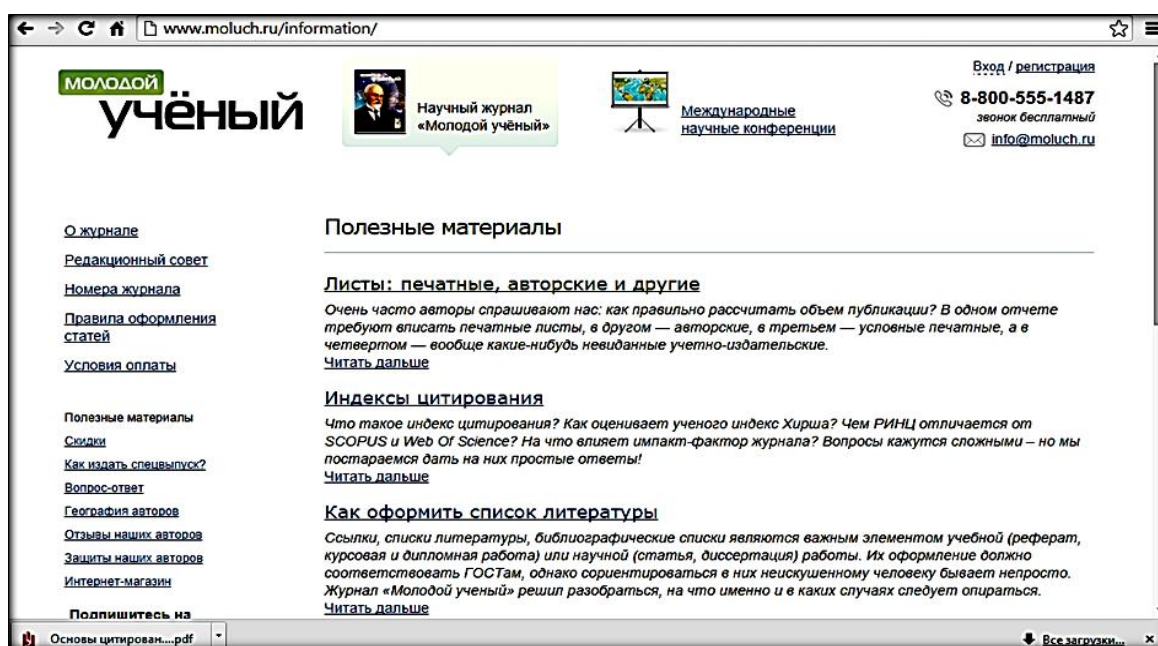 www.moluch.ru/information/
МОЛОДОЙ
УЧЁНЫЙ
Научный журнал
«Молодой учёный»
Международные
научные конференции
Вход / регистрация
8-800-555-1487
звонок бесплатный
info@moluch.ru
О журнале
Редакционный совет
Номера журнала
Правила оформления
статей
Условия оплаты
Полезные материалы
Скидки
Как издать спецвыпуск?
Вопрос-ответ
География авторов
Отзывы наших авторов
Защиты наших авторов
Интернет-магазин
Подпишитесь на
Полезные материалы
Листы: печатные, авторские и другие
Очень часто авторы спрашивают нас: как правильно рассчитать объем публикации? В одном отчете
требуют вписать печатные листы, в другом — авторские, в третьем — условные печатные, а в
четвертом — вообще какие-нибудь невиданные учетно-издательские.
Читать дальше
Индексы цитирования
Что такое индекс цитирования? Как оценивает ученого индекс Хирша? Чем РИНЦ отличается от
SCOPUS и Web Of Science? На что влияет импакт-фактор журнала? Вопросы кажутся сложными – но мы
постараемся дать на них простые ответы!
Читать дальше
Как оформить список литературы
Ссылки, списки литературы, библиографические списки являются важным элементом учебной (реферат,
курсовая и дипломная работа) или научной (статья, диссертация) работы. Их оформление должно
соответствовать ГОСТам, однако сориентироваться в них неискушенному человеку бывает непросто.
Журнал «Молодой ученый» решил разобраться, на что именно и в каких случаях следует опираться.
Читать дальше
Основы цитирован....pdf
Все загрузки...